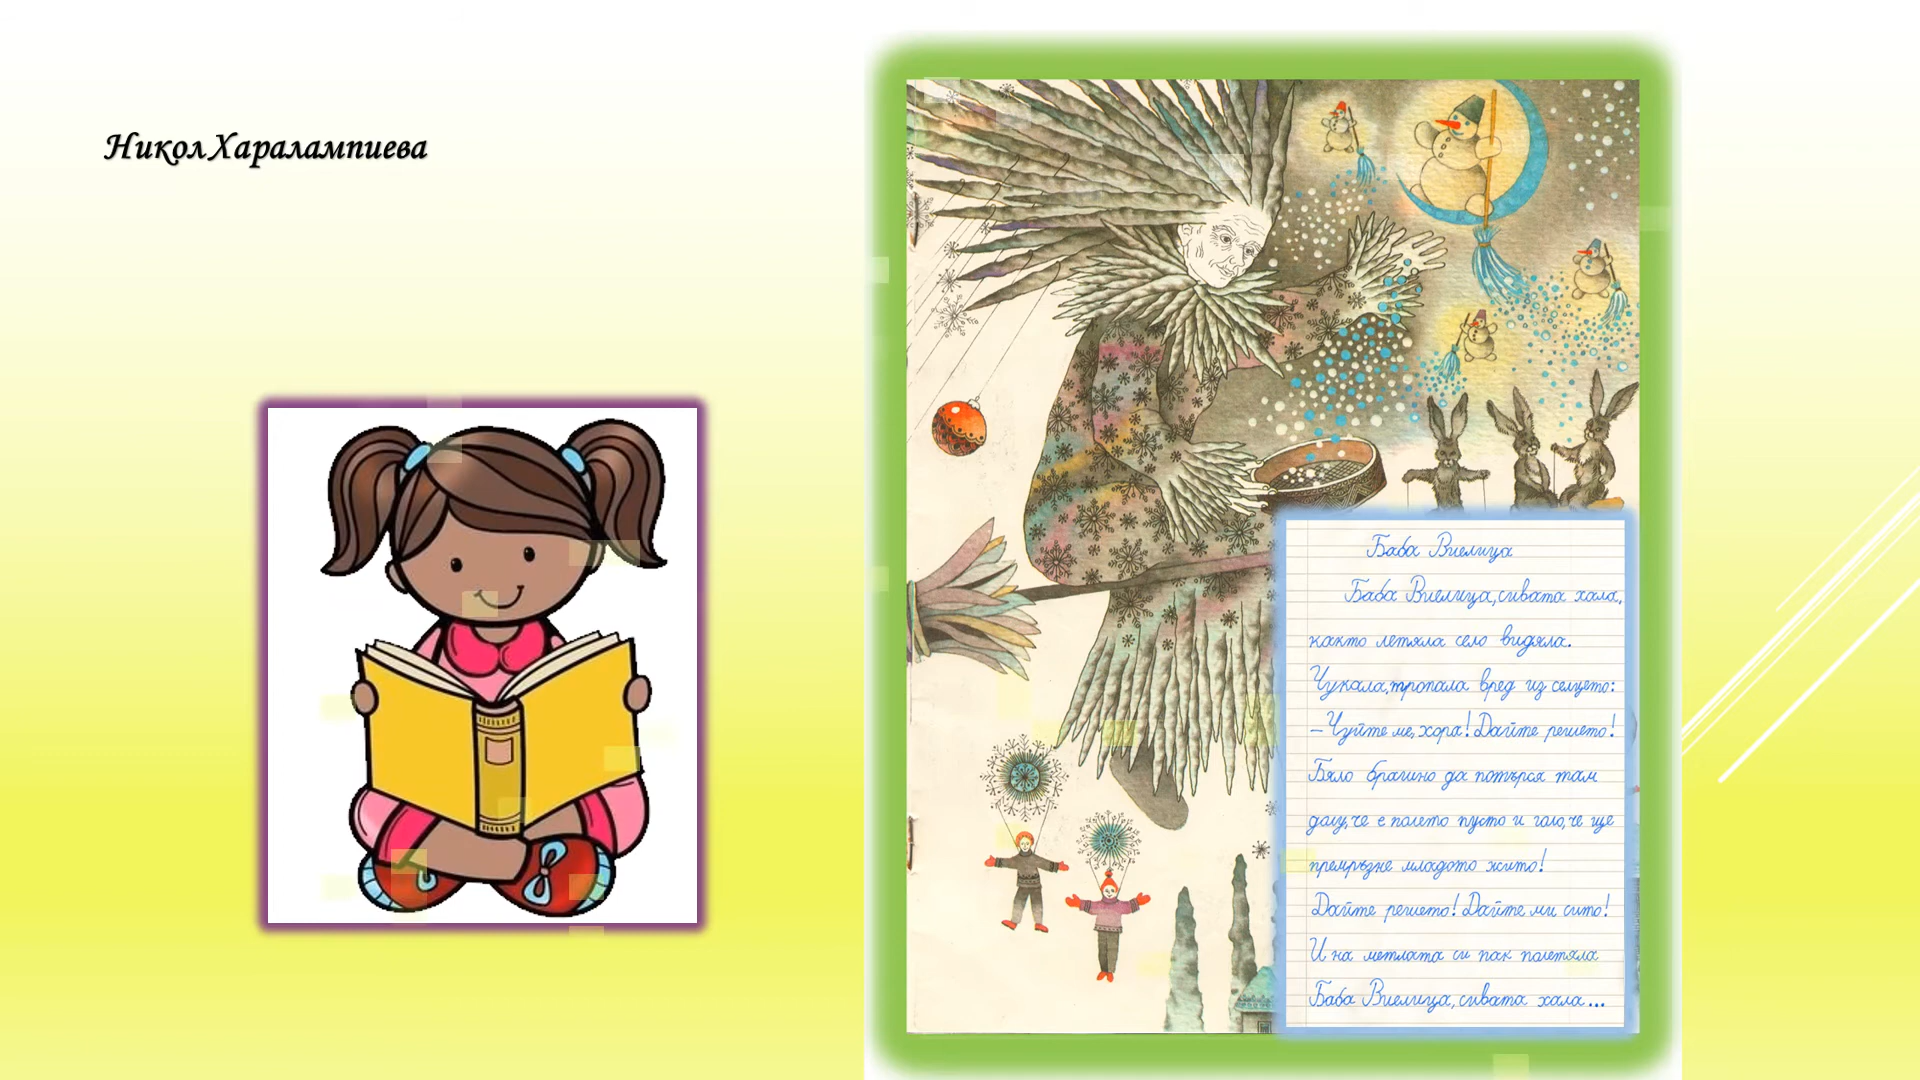 Никол Харалампиева
Баба Виелица
Баба Виелица, сивата хала,
както летяла село видяла.
Чукала, тропала вред из селцето:
– Чуйте ме, хора! Дайте решето!
Бяло брашно да потърся там
долу, че е полето пусто и голо, че ще
премръзне младото жито!
Дайте решето! Дайте ми сито!
И на метлата си пак полетяла
Баба Виелица, сивата хала...